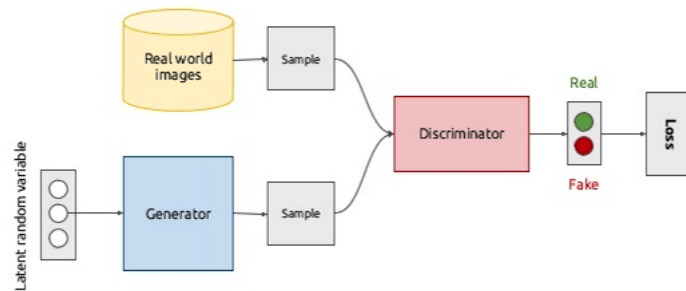 Real world
images
Sample
Real
Discriminator
Loss
Fake
Latent random variable
Generator
Sample